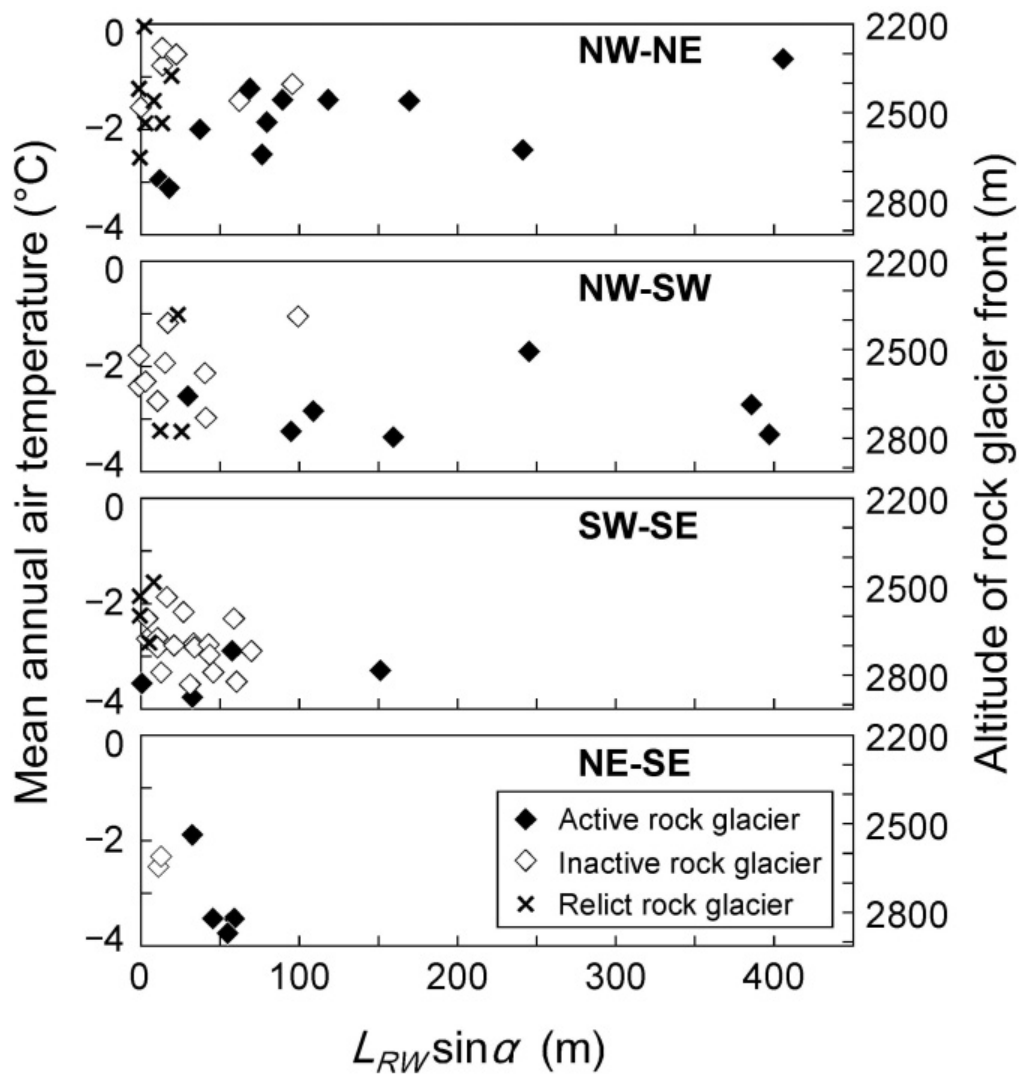 Mean annual air temperature (°C)
Altitude of rock glacier front (m)
0
−2
−4
NW-NE
2200
2500
2800
0
−2
−4
NW-SW
2200
2500
2800
0
−2
−4
SW-SE
2200
2500
2800
0
−2
−4
NE-SE
2200
2500
2800
Active rock glacier
Inactive rock glacier
Relict rock glacier
0 100 200 300 400
L_RW sinα (m)